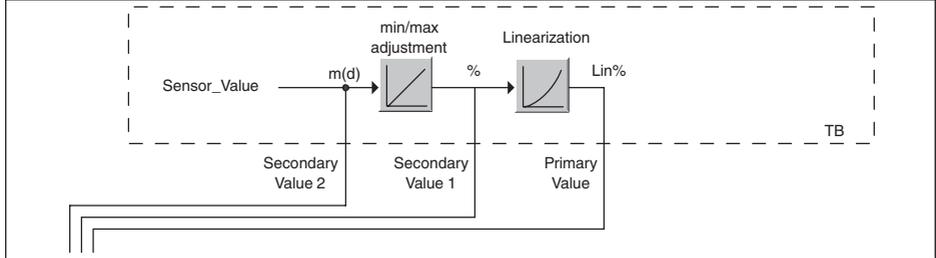 min/max
adjustment
Linearization
Sensor_Value
m(d)
%
Lin%
TB
Secondary
Value 2
Secondary
Value 1
Primary
Value